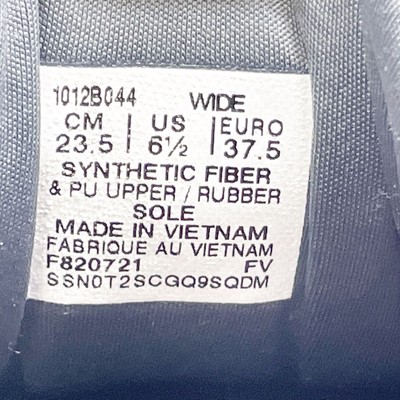 1012B044 WIDE
CM | US | EURO
23.5 | 6½ | 37.5
SYNTHETIC FIBER
& PU UPPER / RUBBER
SOLE
MADE IN VIETNAM
FABRIQUE AU VIETNAM
F820721 FV
SSN0T2SCGQ9SQDM